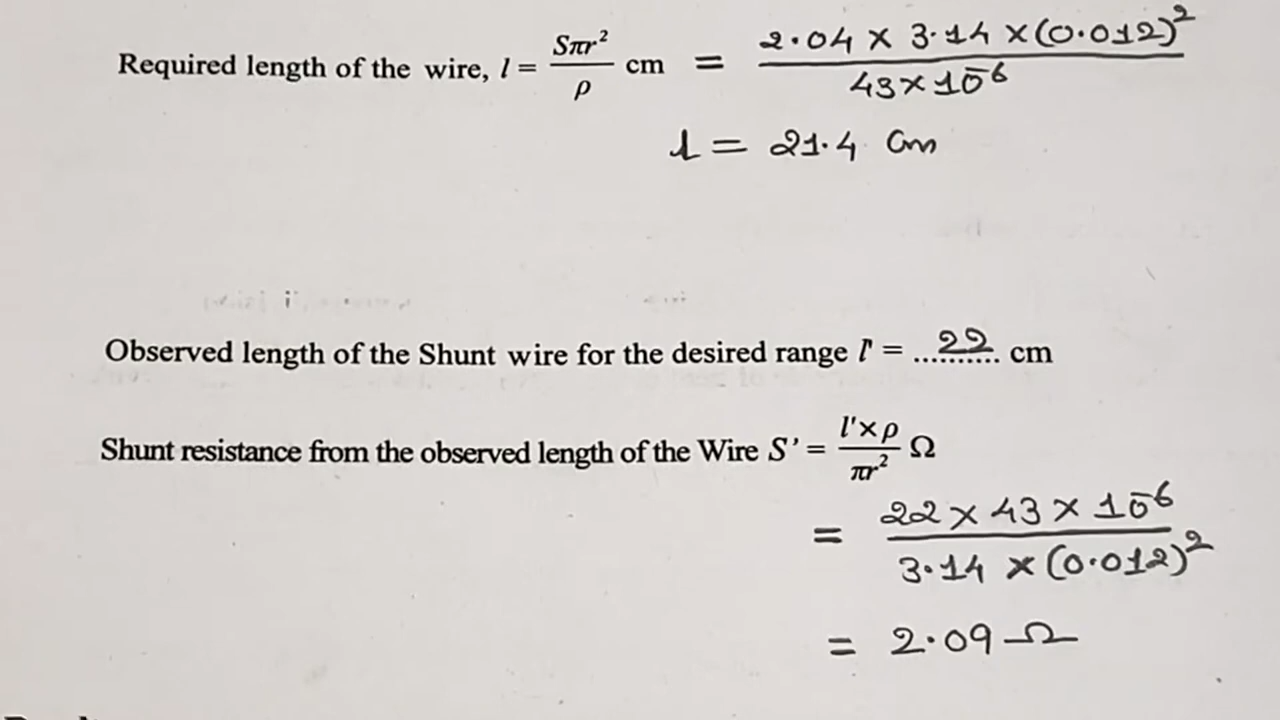 Required length of the wire, l = Sπr²/ρ cm = 2.04 × 3.14 × (0.012)²/43 × 10⁻⁶
l = 21.4 cm
Observed length of the Shunt wire for the desired range l' = ....22.... cm
Shunt resistance from the observed length of the Wire S' = l'×ρ/πr² Ω
= 22 × 43 × 10⁻⁶/3.14 × (0.012)²
= 2.09 Ω